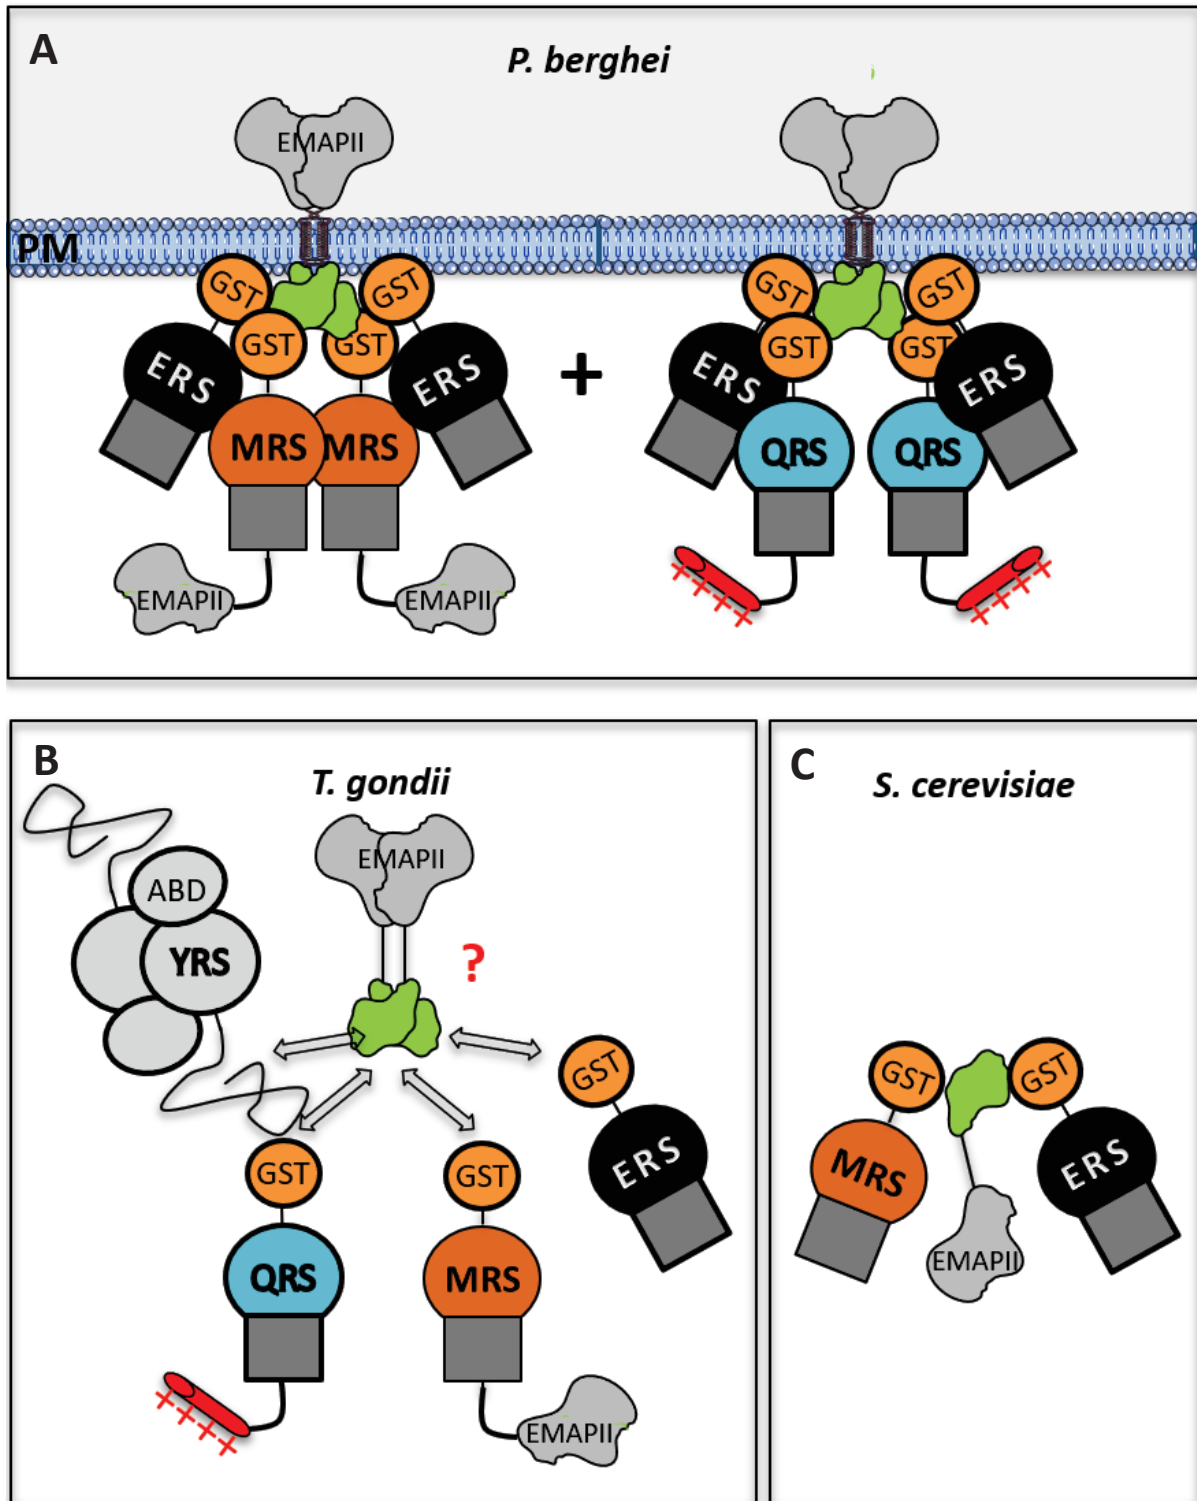 A
P. berghei
EMAPII
PM
GST
GST
GST
GST
ERS
ERS
MRS
MRS
EMAPII
EMAPII
+
GST
GST
GST
GST
ERS
ERS
QRS
QRS
B
T. gondii
EMAPII
ABD
YRS
?
GST
ERS
GST
GST
QRS
MRS
EMAPII
C
S. cerevisiae
GST
GST
MRS
ERS
EMAPII